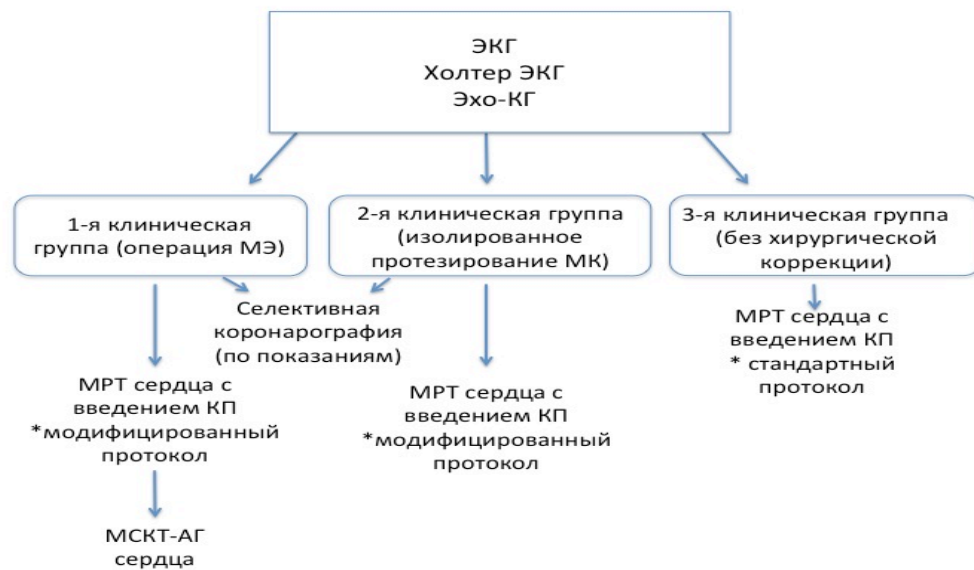 ЭКГ
Холтер ЭКГ
Эхо-КГ
1-я клиническая
группа (операция МЭ)
2-я клиническая группа
(изолированное
протезирование МК)
3-я клиническая группа
(без хирургической
коррекции)
Селективная
коронарография
(по показаниям)
МРТ сердца с
введением КП
*модифицированный
протокол
МРТ сердца с
введением КП
*модифицированный
протокол
МРТ сердца с
введением КП
* стандартный
протокол
МСКТ-АГ
сердца